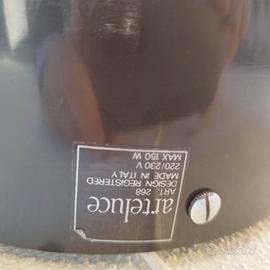 arteluce
ART. 268
DESIGN REGISTERED
MADE IN ITALY
220/230 V
MAX 150 W